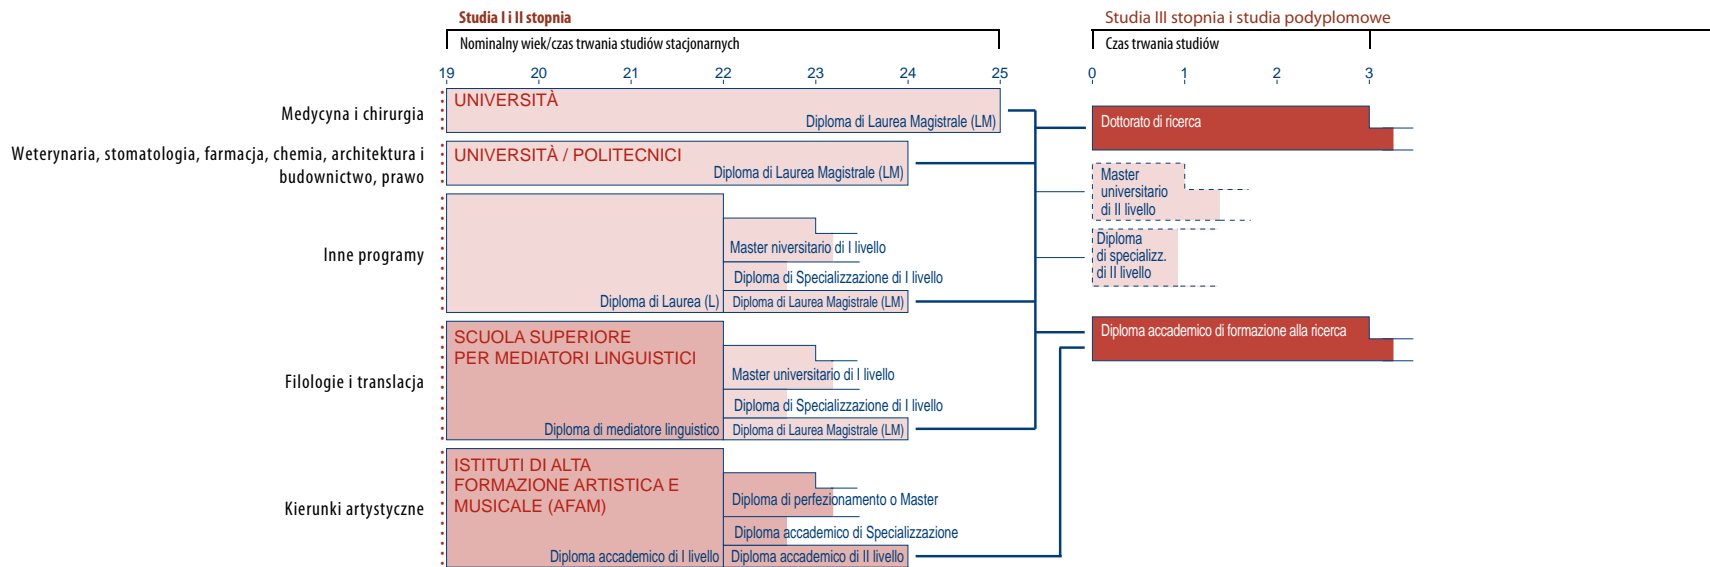 Studia I i II stopnia
Studia III stopnia i studia podyplomowe
Nominalny wiek/czas trwania studiów stacjonarnych
Czas trwania studiów
19 20 21 22 23 24 25
0 1 2 3
Medycyna i chirurgia
UNIVERSITÀ
Diploma di Laurea Magistrale (LM)
Weterynaria, stomatologia, farmacja, chemia, architektura i
budownictwo, prawo
UNIVERSITÀ / POLITECNICI
Diploma di Laurea Magistrale (LM)
Inne programy
Master niversitario di I livello
Diploma di Specializzazione di I livello
Diploma di Laurea (L)
Diploma di Laurea Magistrale (LM)
Filologie i translacja
SCUOLA SUPERIORE
PER MEDIATORI LINGUISTICI
Master universitario di I livello
Diploma di Specializzazione di I livello
Diploma di mediatore linguistico
Diploma di Laurea Magistrale (LM)
Kierunki artystyczne
ISTITUTI DI ALTA
FORMAZIONE ARTISTICA E
MUSICALE (AFAM)
Diploma di perfezionamento o Master
Diploma accademico di Specializzazione
Diploma accademico di I livello
Diploma accademico di II livello
Dottorato di ricerca
Master
universitario
di II livello
Diploma
di specializz.
di II livello
Diploma accademico di formazione alla ricerca